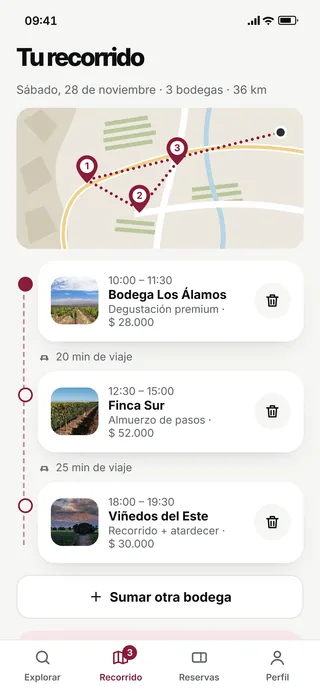 09:41
Tu recorrido
Sábado, 28 de noviembre · 3 bodegas · 36 km
1
3
2
10:00 – 11:30
Bodega Los Álamos
Degustación premium ·
$ 28.000
20 min de viaje
12:30 – 15:00
Finca Sur
Almuerzo de pasos ·
$ 52.000
25 min de viaje
18:00 – 19:30
Viñedos del Este
Recorrido + atardecer ·
$ 30.000
+ Sumar otra bodega
3
Explorar
Recorrido
Reservas
Perfil